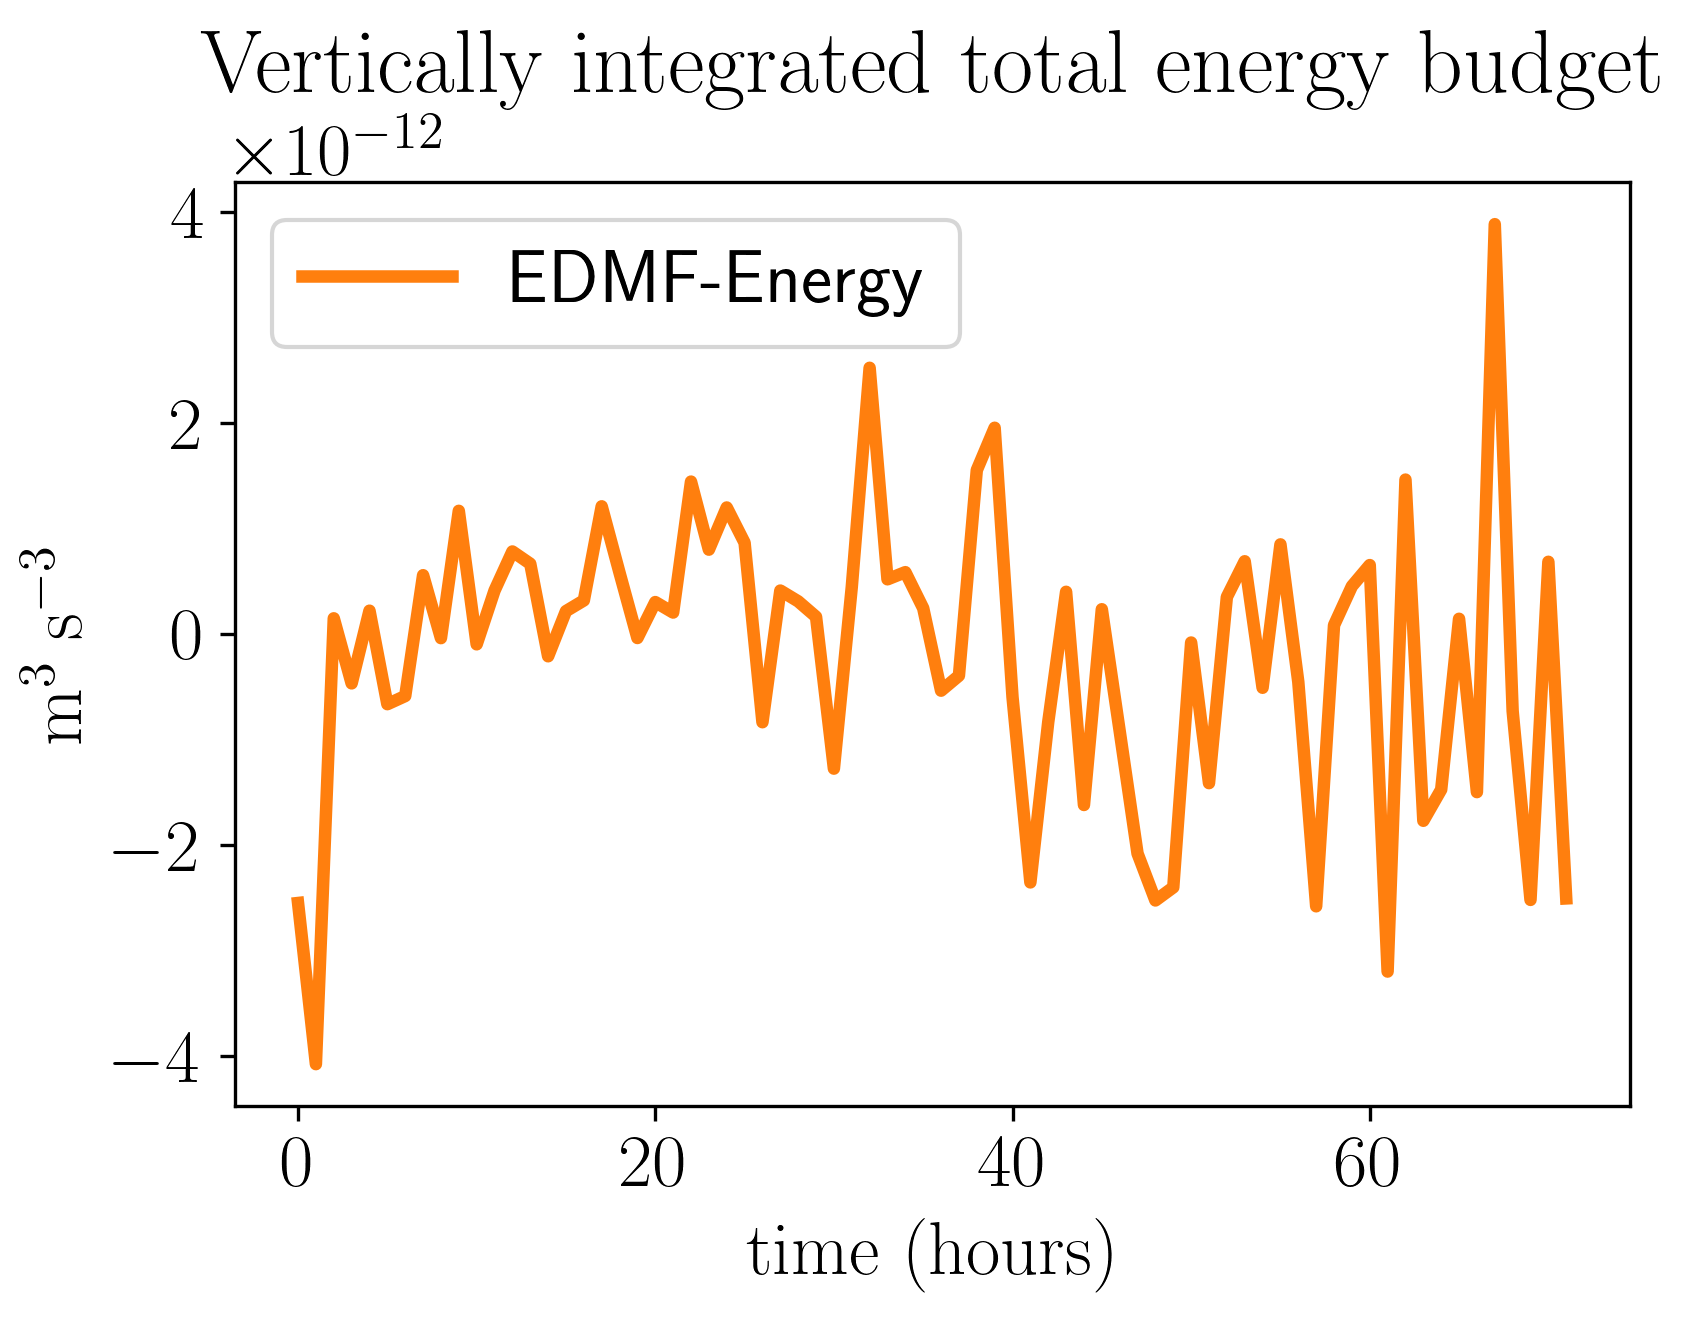 Vertically integrated total energy budget
×10⁻¹²
4
2
0
−2
−4
m³ s⁻³
EDMF-Energy
0 20 40 60
time (hours)